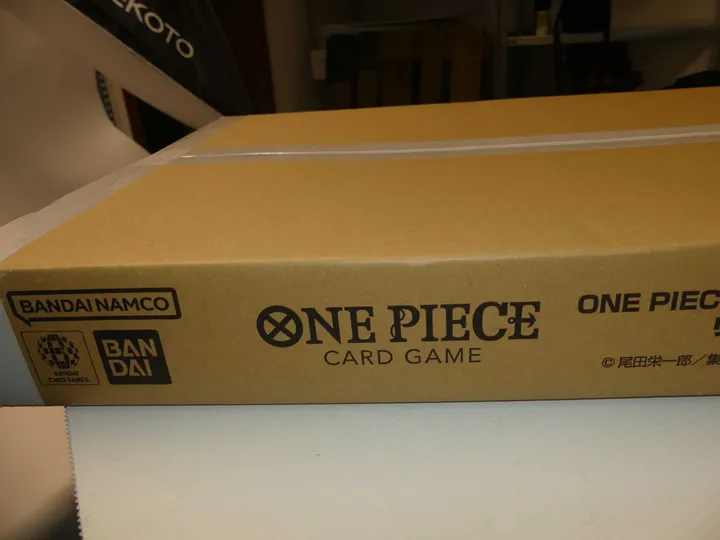 EKOTO
BANDAI NAMCO
BANDAI
CARD GAMES
BAN
DAI
ONE PIECE
CARD GAME
ONE PIEC
©尾田栄一郎／集